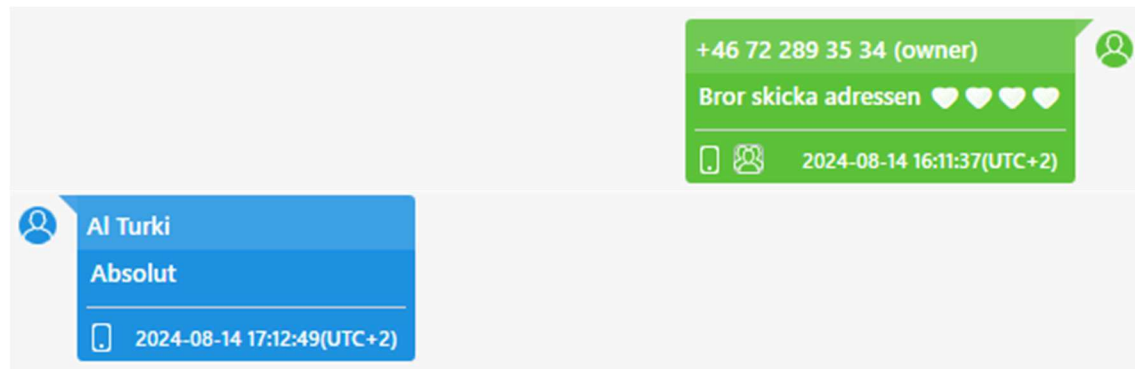 +46 72 289 35 34 (owner)
Bror skicka adressen 🤍🤍🤍🤍
2024-08-14 16:11:37(UTC+2)
Al Turki
Absolut
2024-08-14 17:12:49(UTC+2)